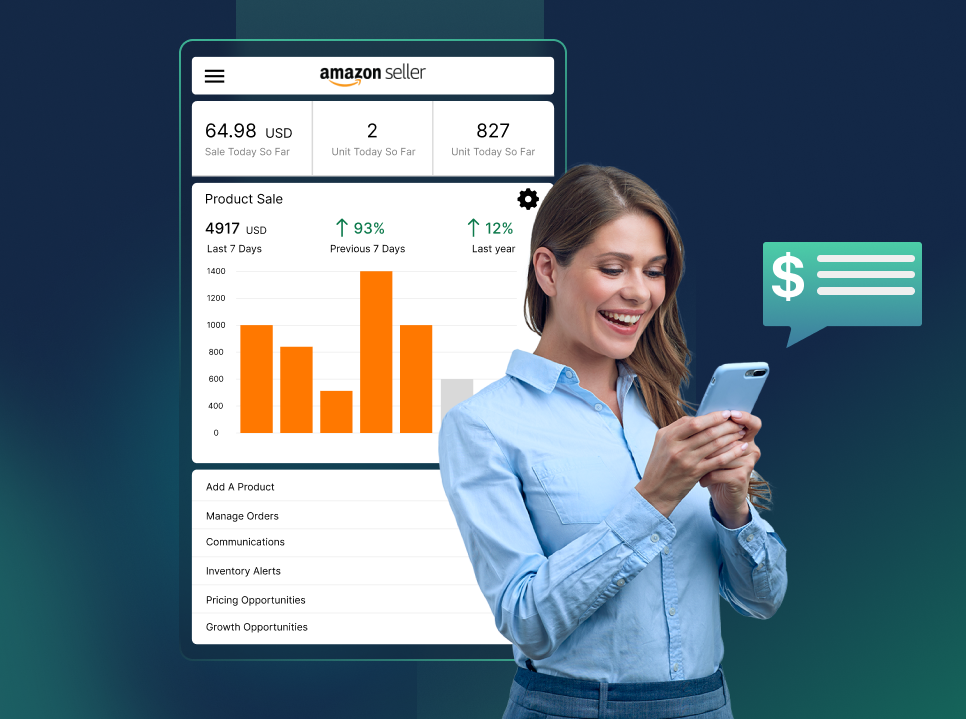 amazon seller
64.98 USD
Sale Today So Far
2
Unit Today So Far
827
Unit Today So Far
Product Sale
4917 USD
Last 7 Days
↑ 93%
Previous 7 Days
↑ 12%
Last year
1400
1200
1000
800
600
400
0
Add A Product
Manage Orders
Communications
Inventory Alerts
Pricing Opportunities
Growth Opportunities
$